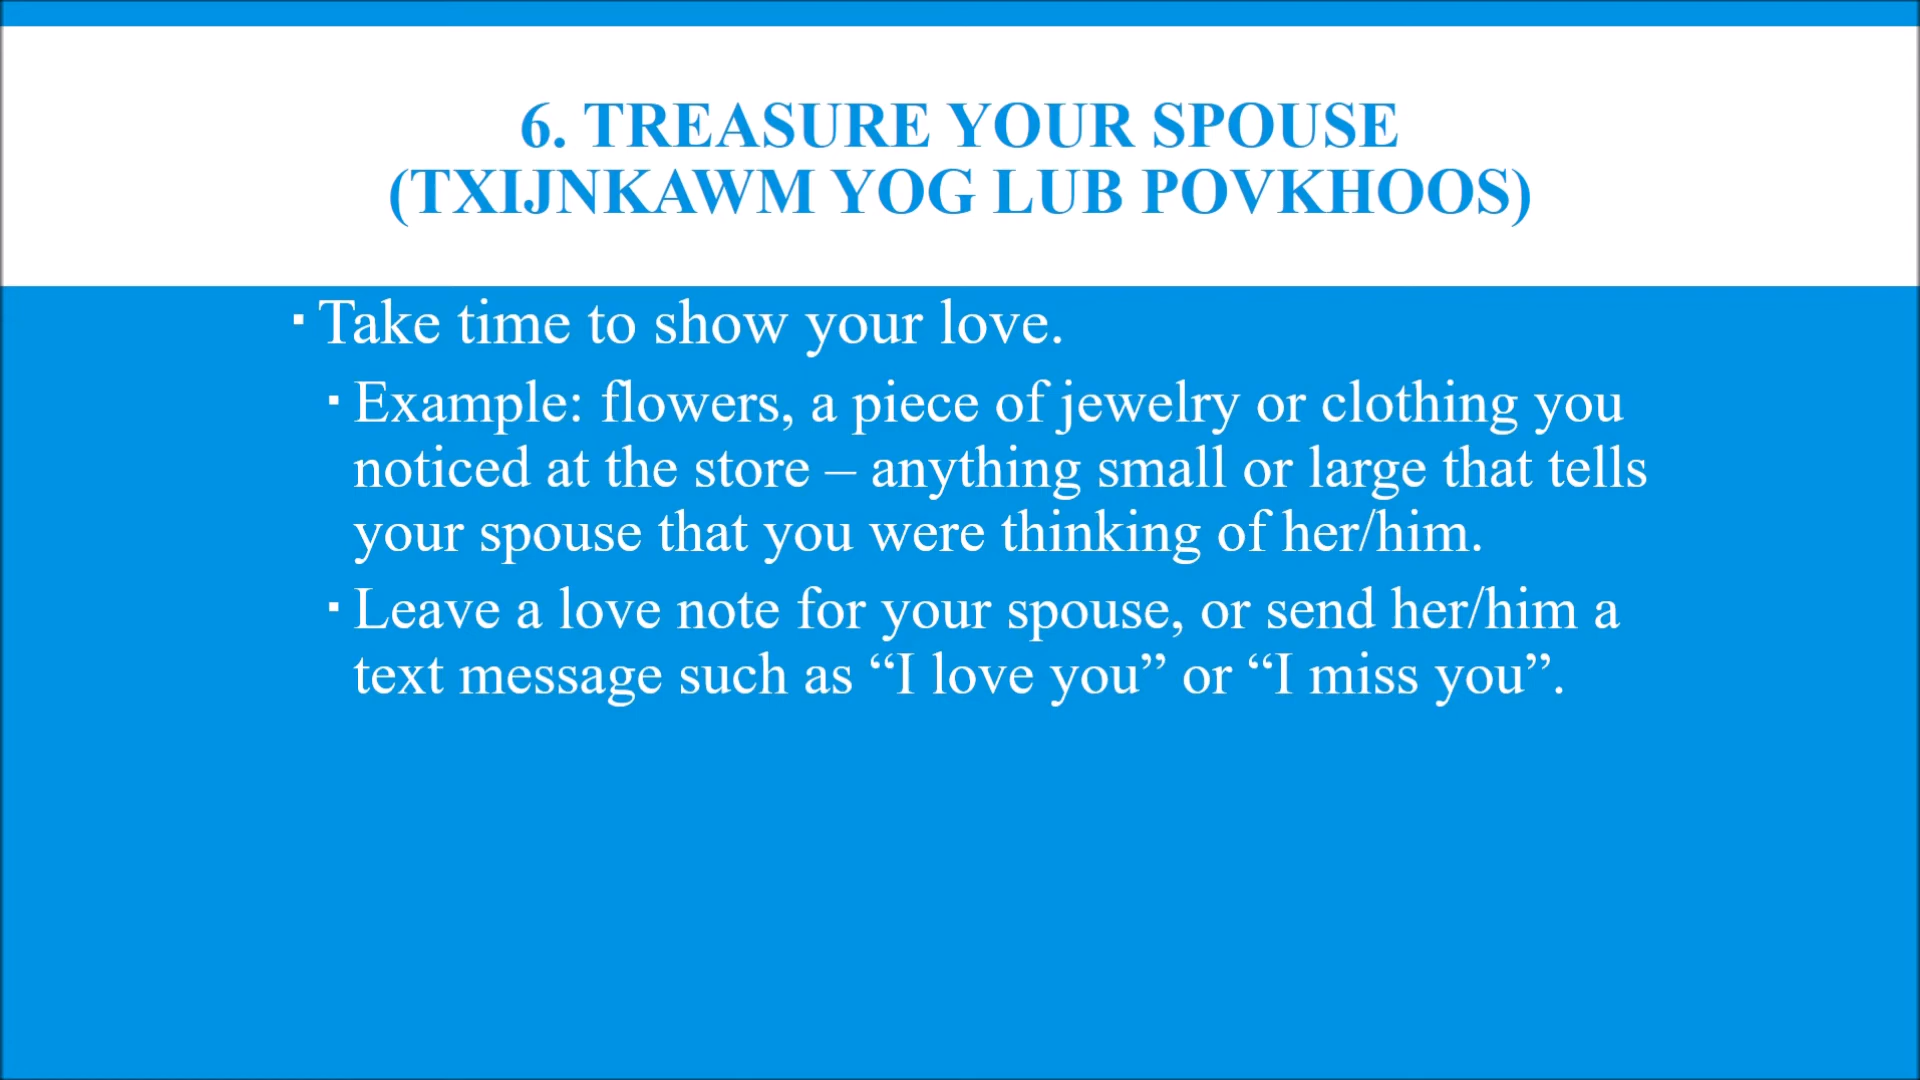 6. TREASURE YOUR SPOUSE
(TXIJNKAWM YOG LUB POVKHOOS)
▪ Take time to show your love.
▪ Example: flowers, a piece of jewelry or clothing you
noticed at the store – anything small or large that tells
your spouse that you were thinking of her/him.
▪ Leave a love note for your spouse, or send her/him a
text message such as “I love you” or “I miss you”.